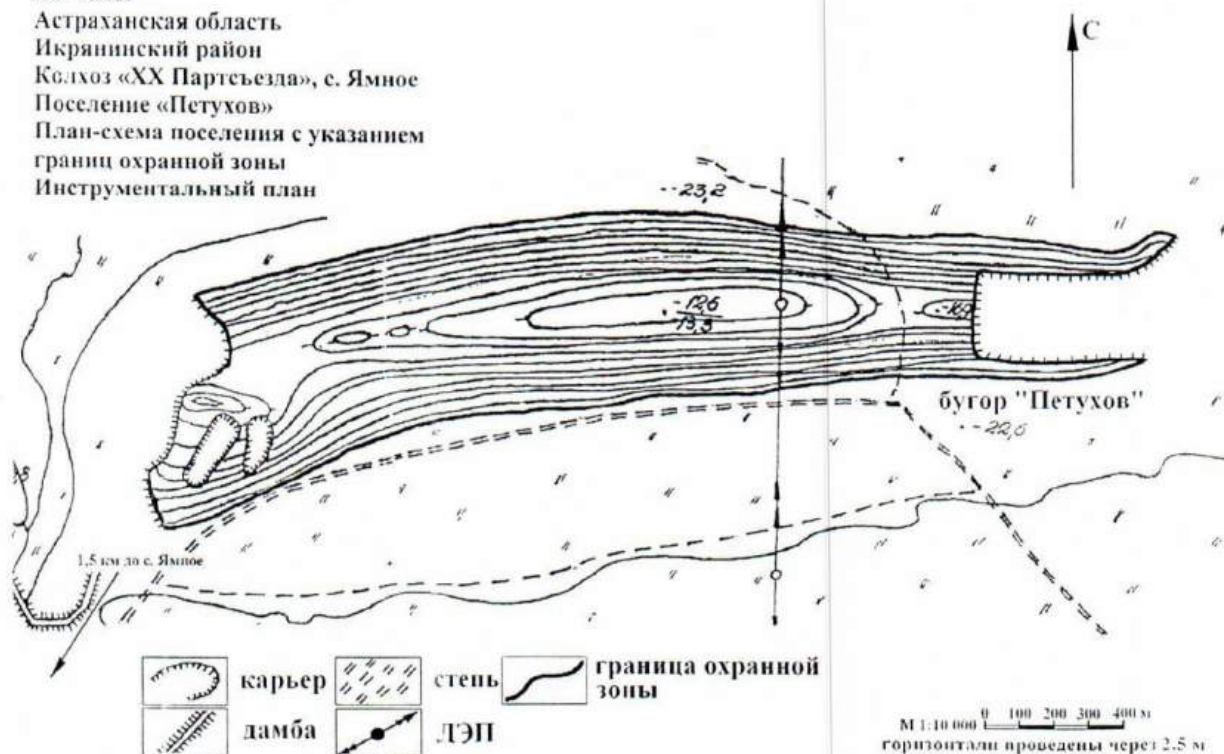 Астраханская область
Икрянинский район
Колхоз «ХХ Партсъезда», с. Ямное
Поселение «Петухов»
План-схема поселения с указанием
границ охранной зоны
Инструментальный план
С
-23,2
-12,6
13,3
бугор "Петухов"
-22,6
1,5 км до с. Ямное
карьер
степь
граница охранной
зоны
дамба
ЛЭП
М 1:10 000
0 100 200 300 400 м
горизонтали проведены через 2.5 м